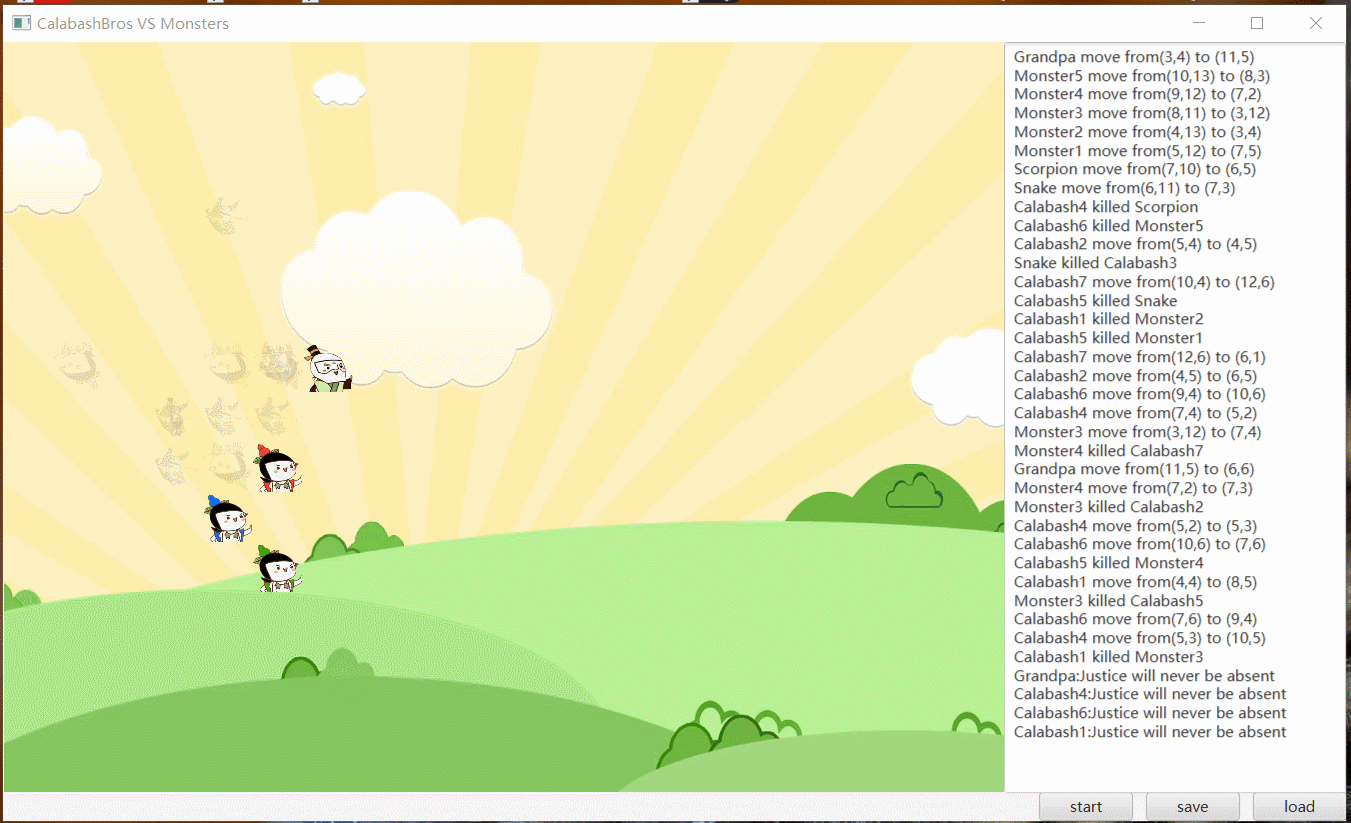 CalabashBros VS Monsters
Grandpa move from(3,4) to (11,5)
Monster5 move from(10,13) to (8,3)
Monster4 move from(9,12) to (7,2)
Monster3 move from(8,11) to (3,12)
Monster2 move from(4,13) to (3,4)
Monster1 move from(5,12) to (7,5)
Scorpion move from(7,10) to (6,5)
Snake move from(6,11) to (7,3)
Calabash4 killed Scorpion
Calabash6 killed Monster5
Calabash2 move from(5,4) to (4,5)
Snake killed Calabash3
Calabash7 move from(10,4) to (12,6)
Calabash5 killed Snake
Calabash1 killed Monster2
Calabash5 killed Monster1
Calabash7 move from(12,6) to (6,1)
Calabash2 move from(4,5) to (6,5)
Calabash6 move from(9,4) to (10,6)
Calabash4 move from(7,4) to (5,2)
Monster3 move from(3,12) to (7,4)
Monster4 killed Calabash7
Grandpa move from(11,5) to (6,6)
Monster4 move from(7,2) to (7,3)
Monster3 killed Calabash2
Calabash4 move from(5,2) to (5,3)
Calabash6 move from(10,6) to (7,6)
Calabash5 killed Monster4
Calabash1 move from(4,4) to (8,5)
Monster3 killed Calabash5
Calabash6 move from(7,6) to (9,4)
Calabash4 move from(5,3) to (10,5)
Calabash1 killed Monster3
Grandpa:Justice will never be absent
Calabash4:Justice will never be absent
Calabash6:Justice will never be absent
Calabash1:Justice will never be absent
start save load